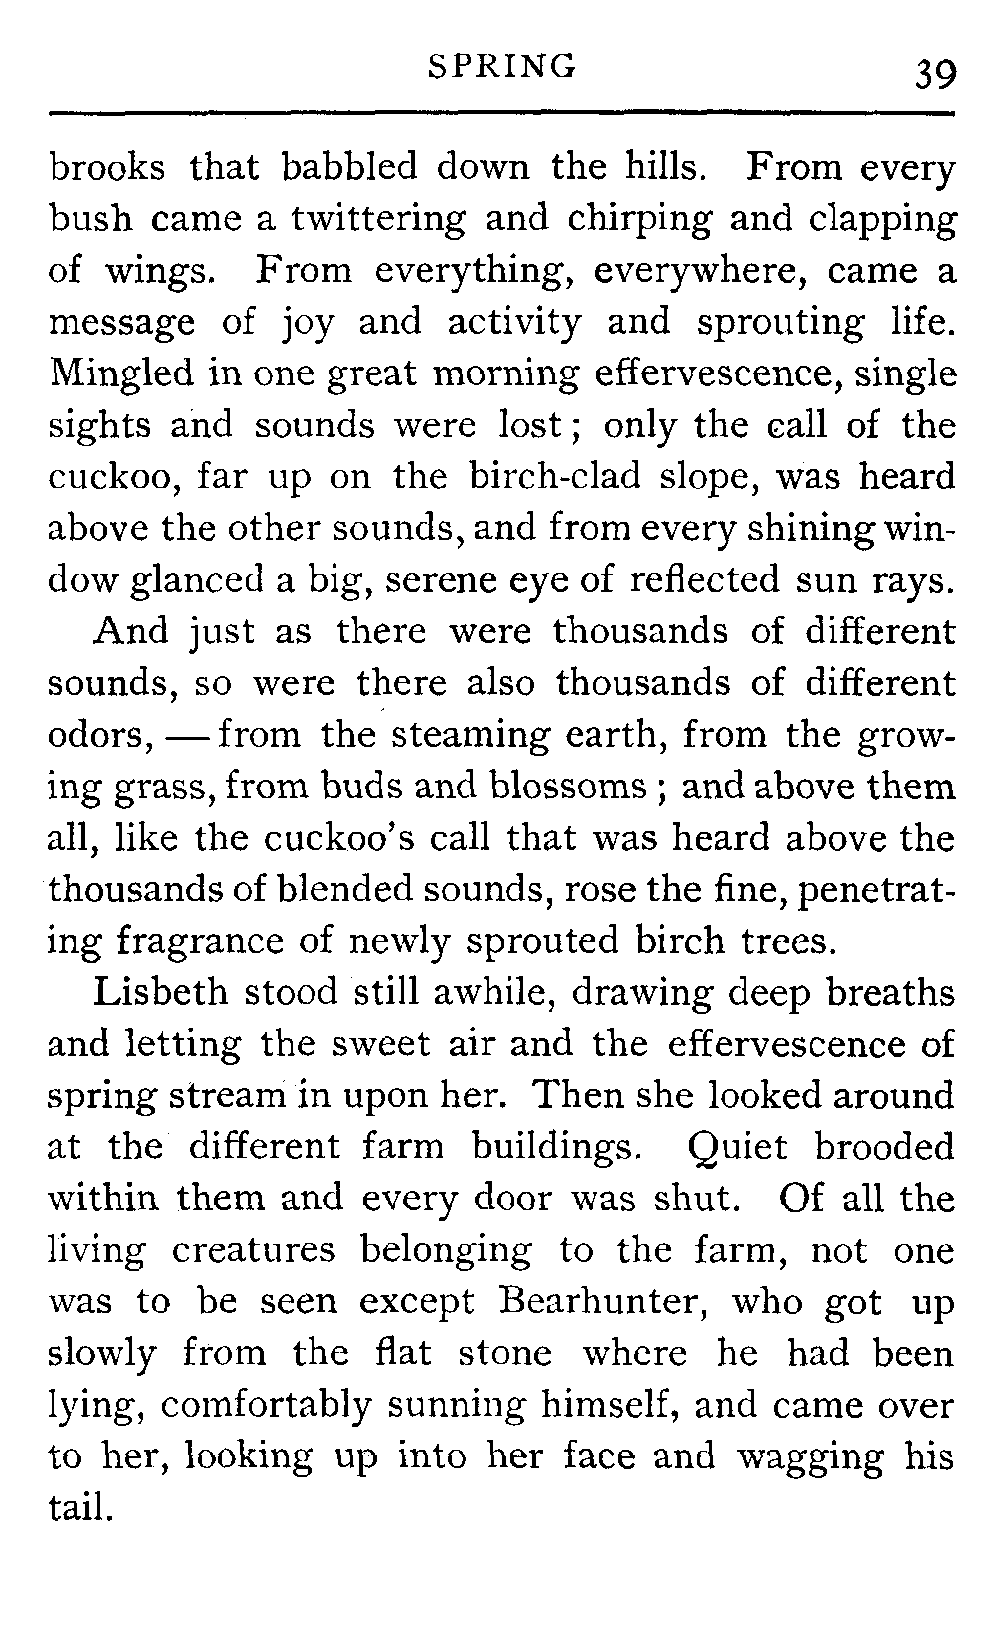 SPRING 39
brooks that babbled down the hills. From every
bush came a twittering and chirping and clapping
of wings. From everything, everywhere, came a
message of joy and activity and sprouting life.
Mingled in one great morning effervescence, single
sights and sounds were lost ; only the call of the
cuckoo, far up on the birch-clad slope, was heard
above the other sounds, and from every shining win-
dow glanced a big, serene eye of reflected sun rays.
And just as there were thousands of different
sounds, so were there also thousands of different
odors, — from the steaming earth, from the grow-
ing grass, from buds and blossoms ; and above them
all, like the cuckoo's call that was heard above the
thousands of blended sounds, rose the fine, penetrat-
ing fragrance of newly sprouted birch trees.
Lisbeth stood still awhile, drawing deep breaths
and letting the sweet air and the effervescence of
spring stream in upon her. Then she looked around
at the different farm buildings. Quiet brooded
within them and every door was shut. Of all the
living creatures belonging to the farm, not one
was to be seen except Bearhunter, who got up
slowly from the flat stone where he had been
lying, comfortably sunning himself, and came over
to her, looking up into her face and wagging his
tail.